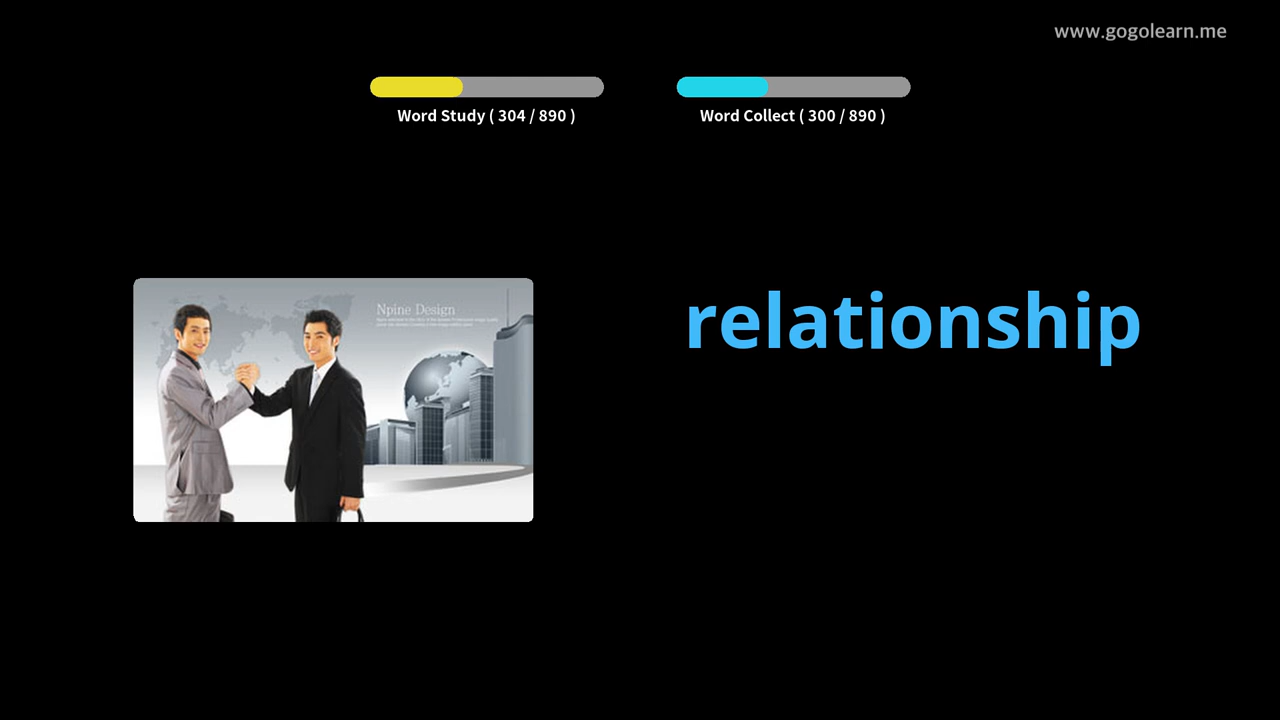 www.gogolearn.me
Word Study ( 304 / 890 )
Word Collect ( 300 / 890 )
Npine Design
relationship